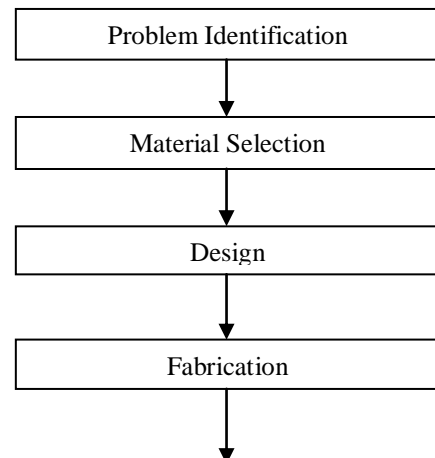 Problem Identification
Material Selection
Design
Fabrication